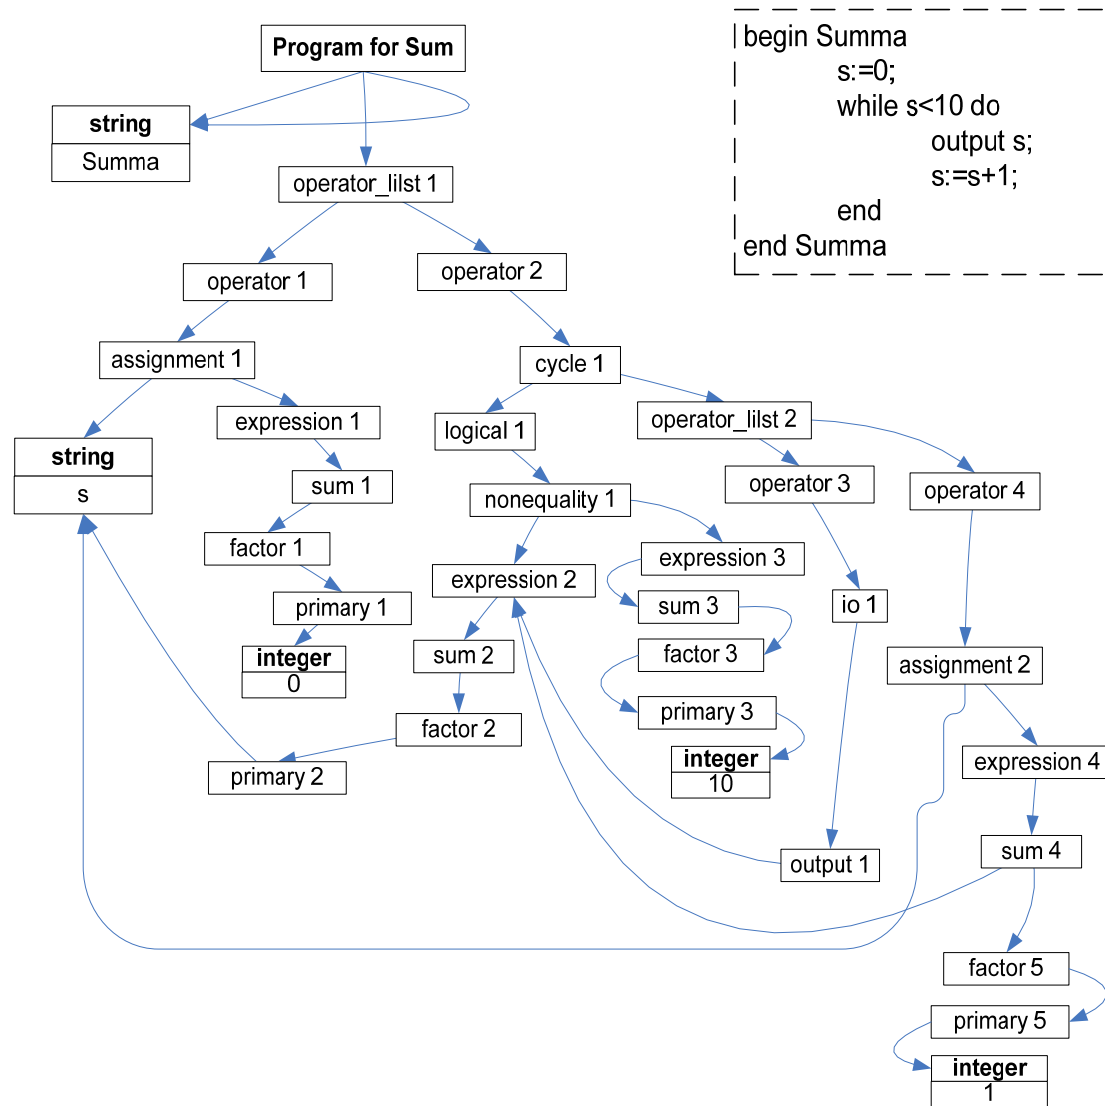 Program for Sum
begin Summa
s:=0;
while s<10 do
output s;
s:=s+1;
end
end Summa
string
Summa
operator_lilst 1
operator 1
operator 2
assignment 1
cycle 1
expression 1
logical 1
operator_lilst 2
string
s
sum 1
nonequality 1
operator 3
operator 4
factor 1
expression 2
expression 3
primary 1
sum 3
io 1
integer
0
sum 2
factor 3
assignment 2
factor 2
primary 3
primary 2
integer
10
expression 4
output 1
sum 4
factor 5
primary 5
integer
1